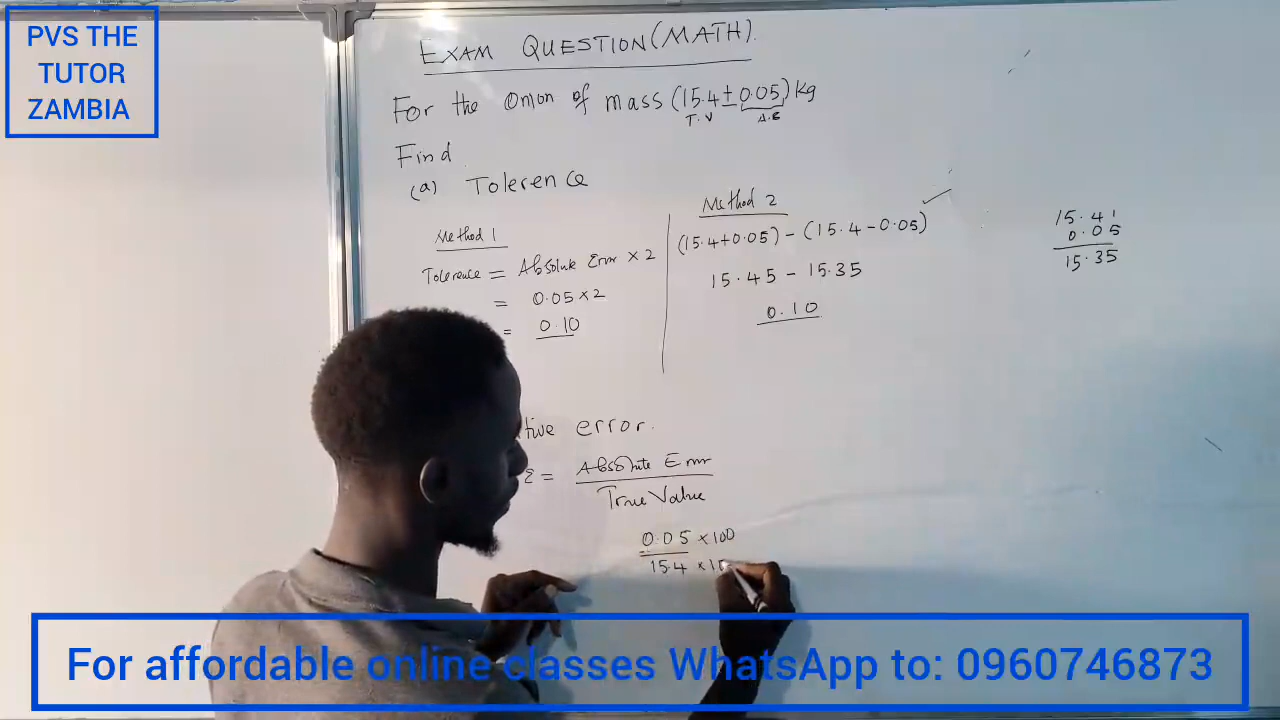 PVS THE
TUTOR
ZAMBIA
EXAM QUESTION (MATH).
For the Onion of mass (15.4 ± 0.05) kg
T.V A.E
Find
(a) Tolerence
Method 1
Tolerence = Absolute Error × 2
= 0.05 × 2
= 0.10
Method 2
(15.4+0.05) - (15.4-0.05)
15.45 - 15.35
0.10
15.41
0.05
15.35
tive error.
= Absolute Error
True Value
0.05 × 100
15.4 × 1
For affordable online classes WhatsApp to: 0960746873